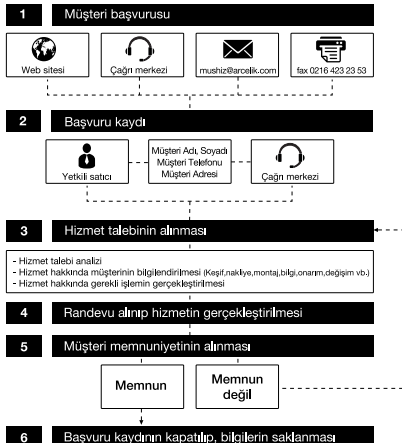 1 Müşteri başvurusu
Web sitesi
Çağrı merkezi
mushiz@arcelik.com
fax 0216 423 23 53
2 Başvuru kaydı
Yetkili satıcı
Müşteri Adı, Soyadı
Müşteri Telefonu
Müşteri Adresi
Çağrı merkezi
3 Hizmet talebinin alınması
- Hizmet talebi analizi
- Hizmet hakkında müşterinin bilgilendirilmesi (Keşif,nakliye,montaj,bilgi,onarım,değişim vb.)
- Hizmet hakkında gerekli işlemin gerçekleştirilmesi
4 Randevu alınıp hizmetin gerçekleştirilmesi
5 Müşteri memnuniyetinin alınması
Memnun
Memnun
değil
6 Başvuru kaydının kapatılıp, bilgilerin saklanması